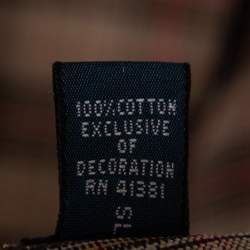 100% COTTON
EXCLUSIVE
OF
DECORATION
RN 41381